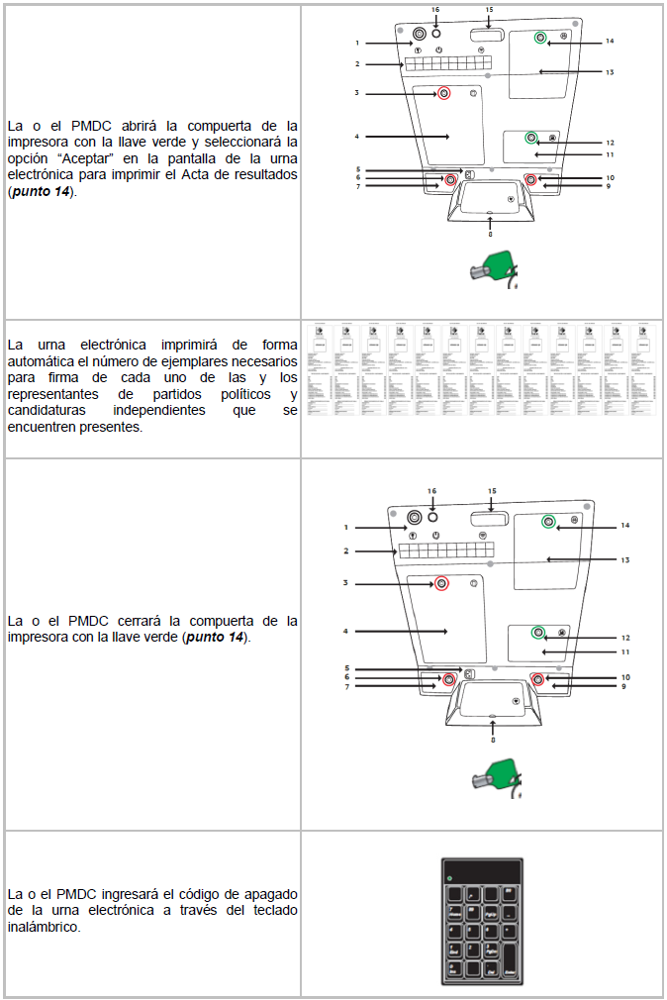 La o el PMDC abrirá la compuerta de la
impresora con la llave verde y seleccionará la
opción “Aceptar” en la pantalla de la urna
electrónica para imprimir el Acta de resultados
(punto 14).
16
15
1
14
2
13
3
4
12
11
5
6
10
7
9
8
La urna electrónica imprimirá de forma
automática el número de ejemplares necesarios
para firma de cada uno de las y los
representantes de partidos políticos y
candidaturas independientes que se
encuentren presentes.
La o el PMDC cerrará la compuerta de la
impresora con la llave verde (punto 14).
16
15
1
14
2
13
3
4
12
11
5
6
10
7
9
8
La o el PMDC ingresará el código de apagado
de la urna electrónica a través del teclado
inalámbrico.